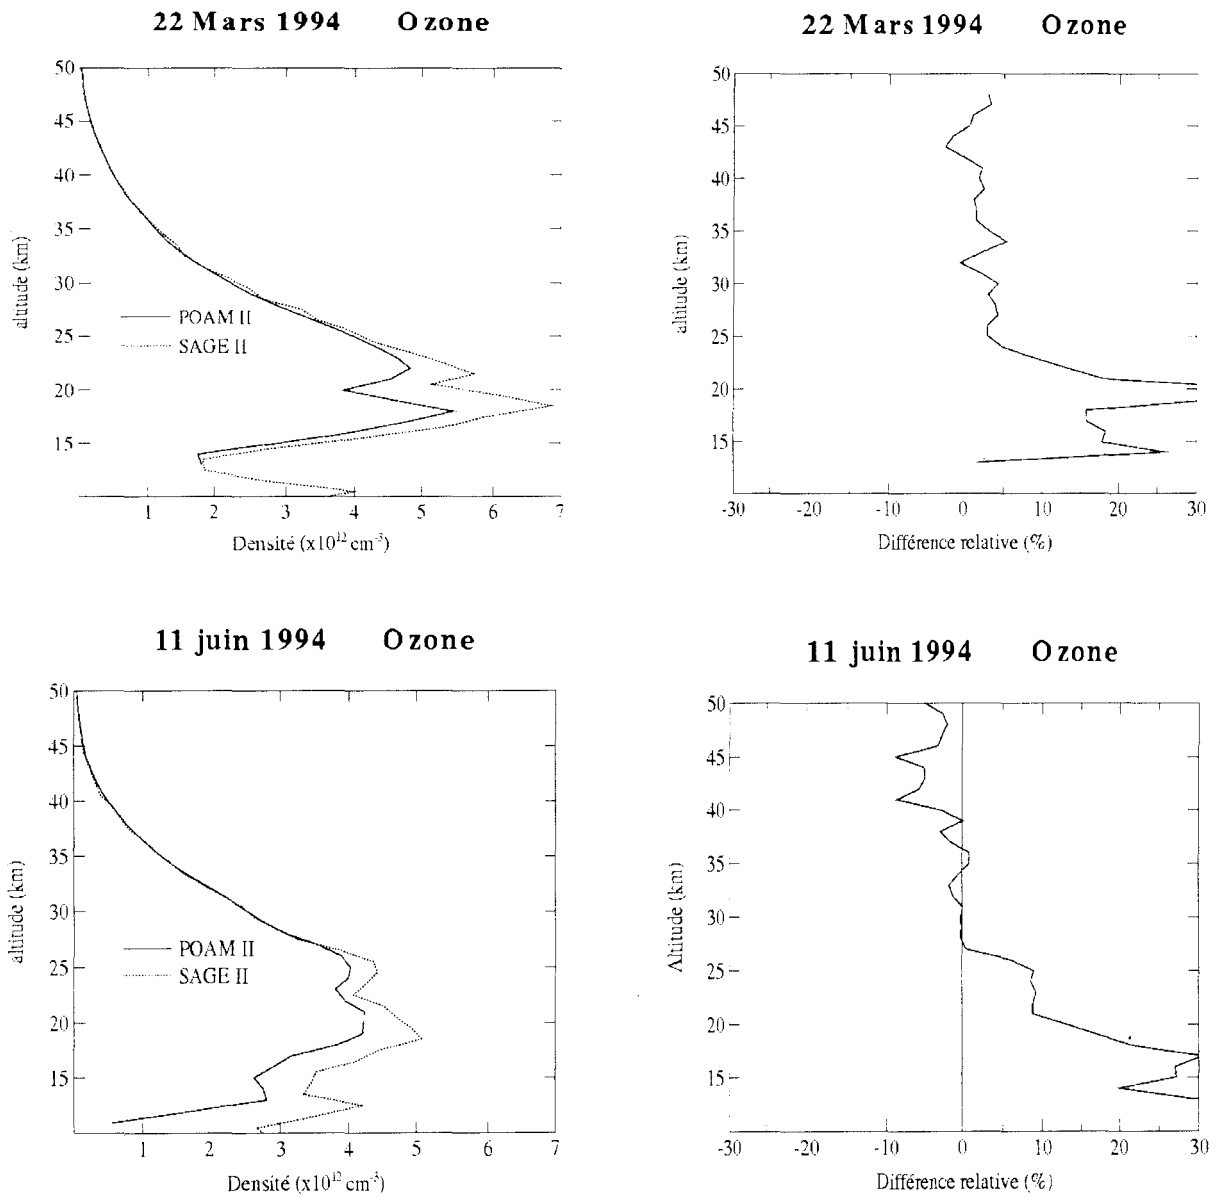 22 Mars 1994 Ozone
50
45
40
35
30
25
20
15
altitude (km)
POAM II
SAGE II
1 2 3 4 5 6 7
Densité (x10¹² cm⁻³)
22 Mars 1994 Ozone
50
45
40
35
30
25
20
15
altitude (km)
-30 -20 -10 0 10 20 30
Différence relative (%)
11 juin 1994 Ozone
50
45
40
35
30
25
20
15
altitude (km)
POAM II
SAGE II
1 2 3 4 5 6 7
Densité (x10¹² cm⁻³)
11 juin 1994 Ozone
50
45
40
35
30
25
20
15
Altitude (km)
-30 -20 -10 0 10 20 30
Différence relative (%)